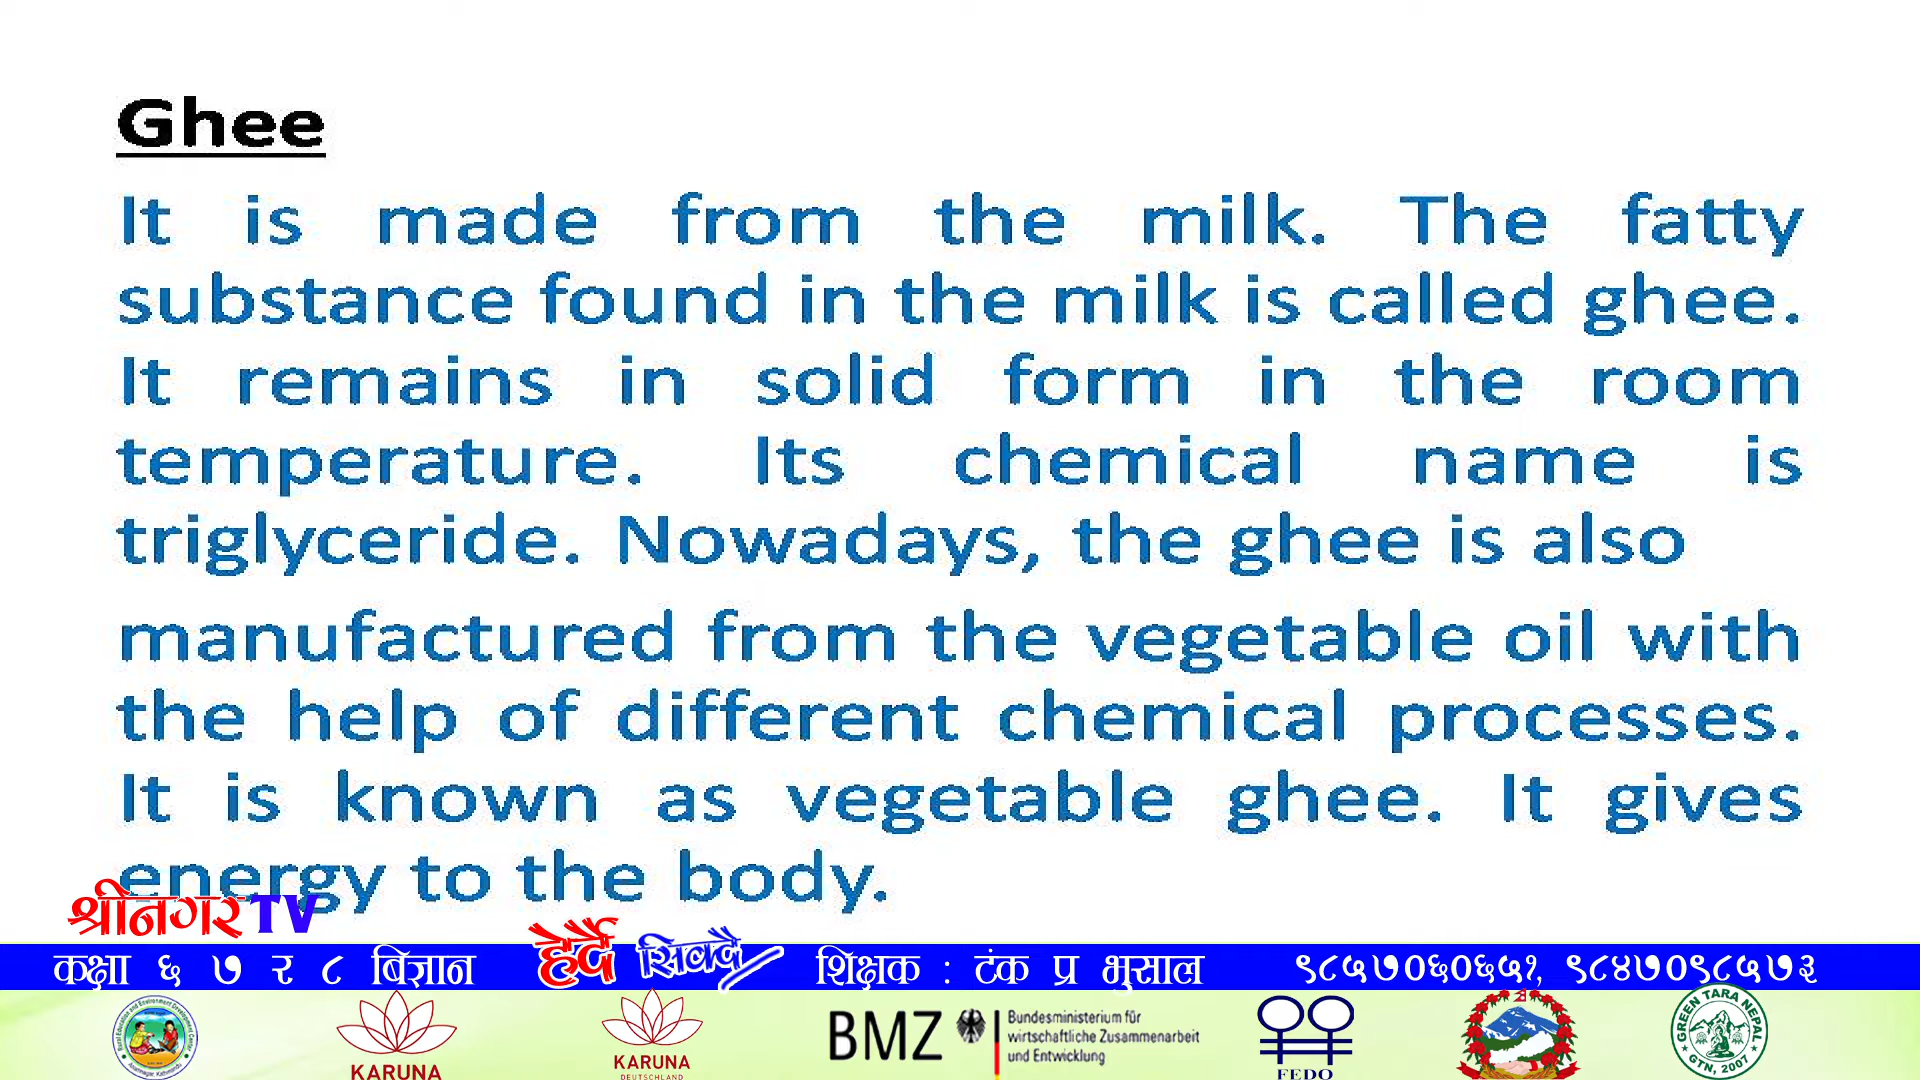 Ghee
It is made from the milk. The fatty
substance found in the milk is called ghee.
It remains in solid form in the room
temperature. Its chemical name is
triglyceride. Nowadays, the ghee is also
manufactured from the vegetable oil with
the help of different chemical processes.
It is known as vegetable ghee. It gives
energy to the body.
श्रीनगर TV
कक्षा ६ ७ र ८ बिज्ञान हेर्दै सिक्दै शिक्षक : टंक प्र भुसाल ९८५७०६०६५१, ९८४७०९८५७३
KARUNA
KARUNA
DEUTSCHLAND
BMZ
Bundesministerium für
wirtschaftliche Zusammenarbeit
und Entwicklung
FEDO
GREEN TARA NEPAL
GTN, 2007